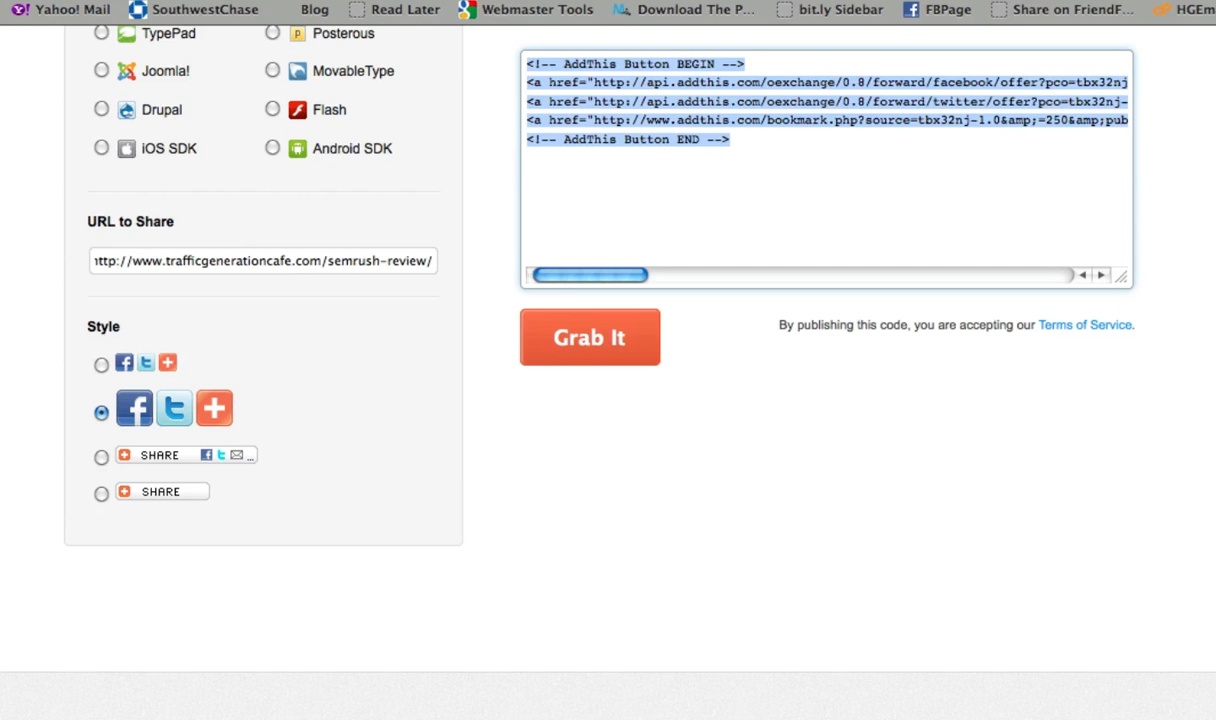 Yahoo! Mail SouthwestChase Blog Read Later Webmaster Tools Download The P... bit.ly Sidebar FBPage Share on FriendF... HGEm
TypePad Posterous
Joomla! MovableType
Drupal Flash
iOS SDK Android SDK
URL to Share
ttp://www.trafficgenerationcafe.com/semrush-review/
Style
SHARE
SHARE
<!-- AddThis Button BEGIN -->
<a href="http://api.addthis.com/oexchange/0.8/forward/facebook/offer?pco=tbx32nj
<a href="http://api.addthis.com/oexchange/0.8/forward/twitter/offer?pco=tbx32nj-
<a href="http://www.addthis.com/bookmark.php?source=tbx32nj-1.0&amp;=250&amp;pub
<!-- AddThis Button END -->
Grab It
By publishing this code, you are accepting our Terms of Service.